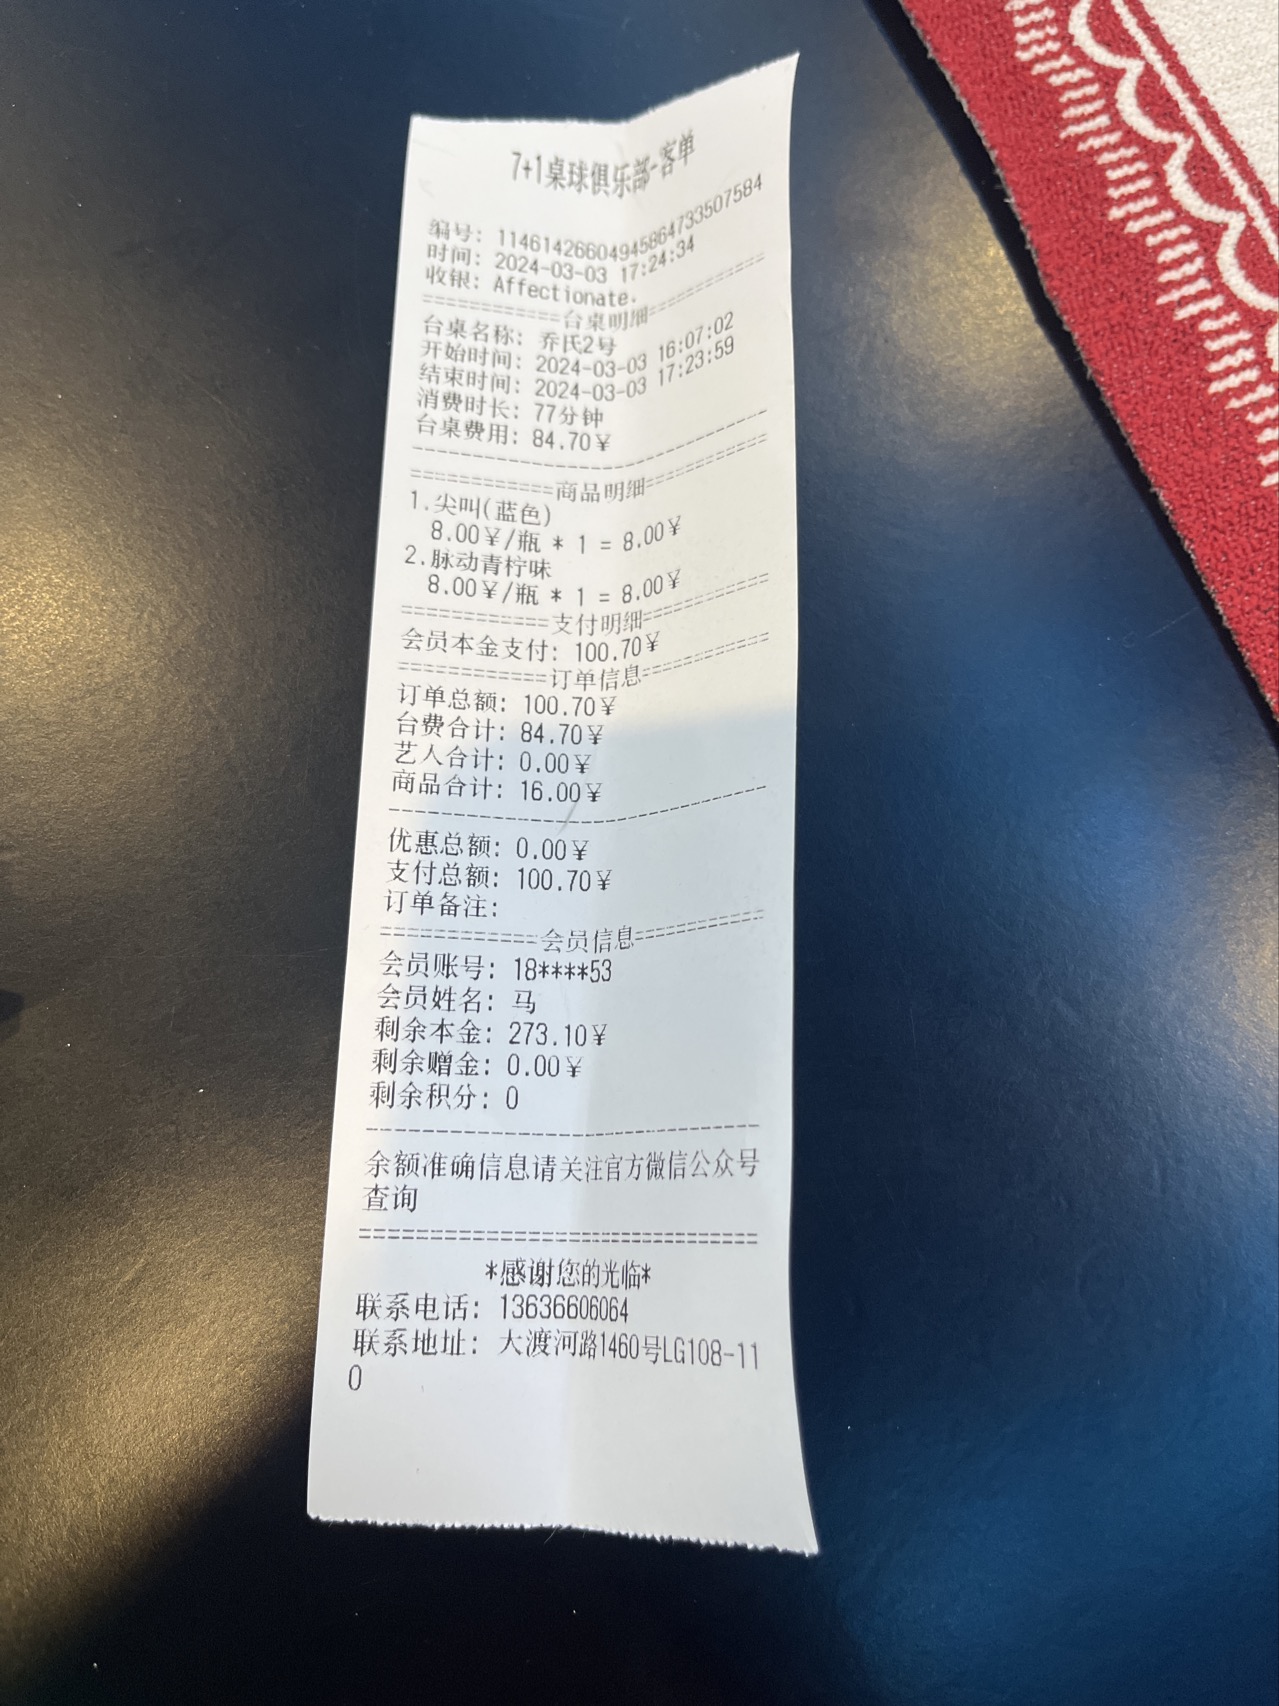 7+1桌球俱乐部-客单
编号: 1146142660494586473350​7584
时间: 2024-03-03 17:24:34
收银: Affectionate.
============台桌明细============
台桌名称: 乔氏2号
开始时间: 2024-03-03 16:07:02
结束时间: 2024-03-03 17:23:59
消费时长: 77分钟
台桌费用: 84.70¥
--------------------------------
============商品明细============
1.尖叫(蓝色)
8.00¥/瓶 * 1 = 8.00¥
2.脉动青柠味
8.00¥/瓶 * 1 = 8.00¥
============支付明细============
会员本金支付: 100.70¥
============订单信息============
订单总额: 100.70¥
台费合计: 84.70¥
艺人合计: 0.00¥
商品合计: 16.00¥
--------------------------------
优惠总额: 0.00¥
支付总额: 100.70¥
订单备注:
============会员信息============
会员账号: 18****53
会员姓名: 马
剩余本金: 273.10¥
剩余赠金: 0.00¥
剩余积分: 0
--------------------------------
余额准确信息请关注官方微信公众号
查询
================================
*感谢您的光临*
联系电话: 13636606064
联系地址: 大渡河路1460号LG108-11
0